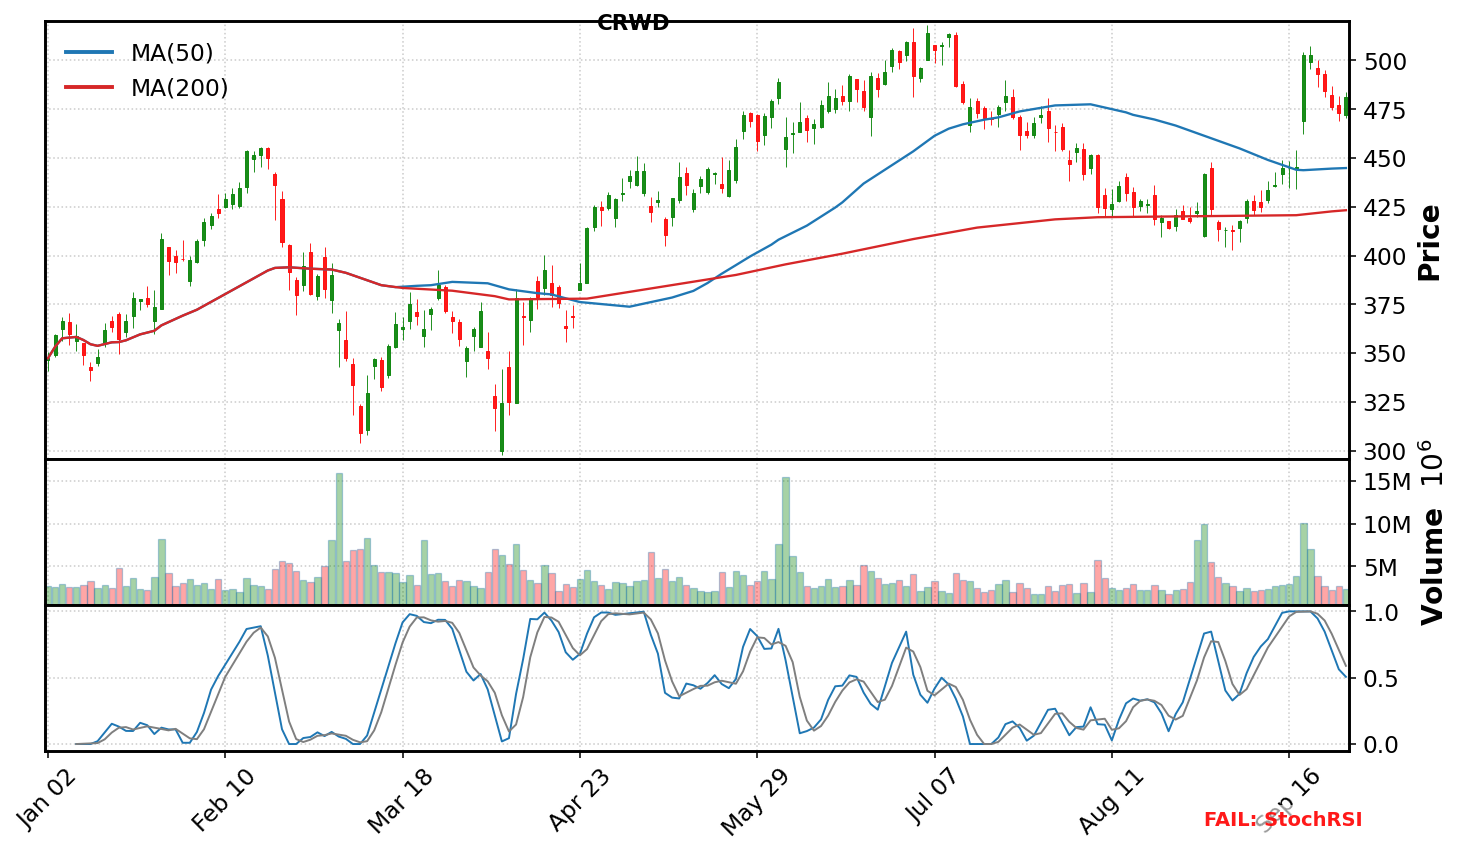 CRWD
MA(50)
MA(200)
500
475
450
425
400
375
350
325
300
Price
15M
10M
5M
Volume 10^6
1.0
0.5
0.0
Jan 02
Feb 10
Mar 18
Apr 23
May 29
Jul 07
Aug 11
Sep 16
FAIL: StochRSI